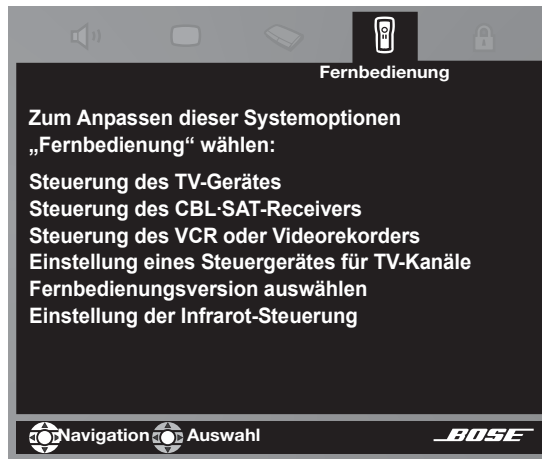 Fernbedienung
Zum Anpassen dieser Systemoptionen
„Fernbedienung“ wählen:
Steuerung des TV-Gerätes
Steuerung des CBL·SAT-Receivers
Steuerung des VCR oder Videorekorders
Einstellung eines Steuergerätes für TV-Kanäle
Fernbedienungsversion auswählen
Einstellung der Infrarot-Steuerung
Navigation Auswahl BOSE